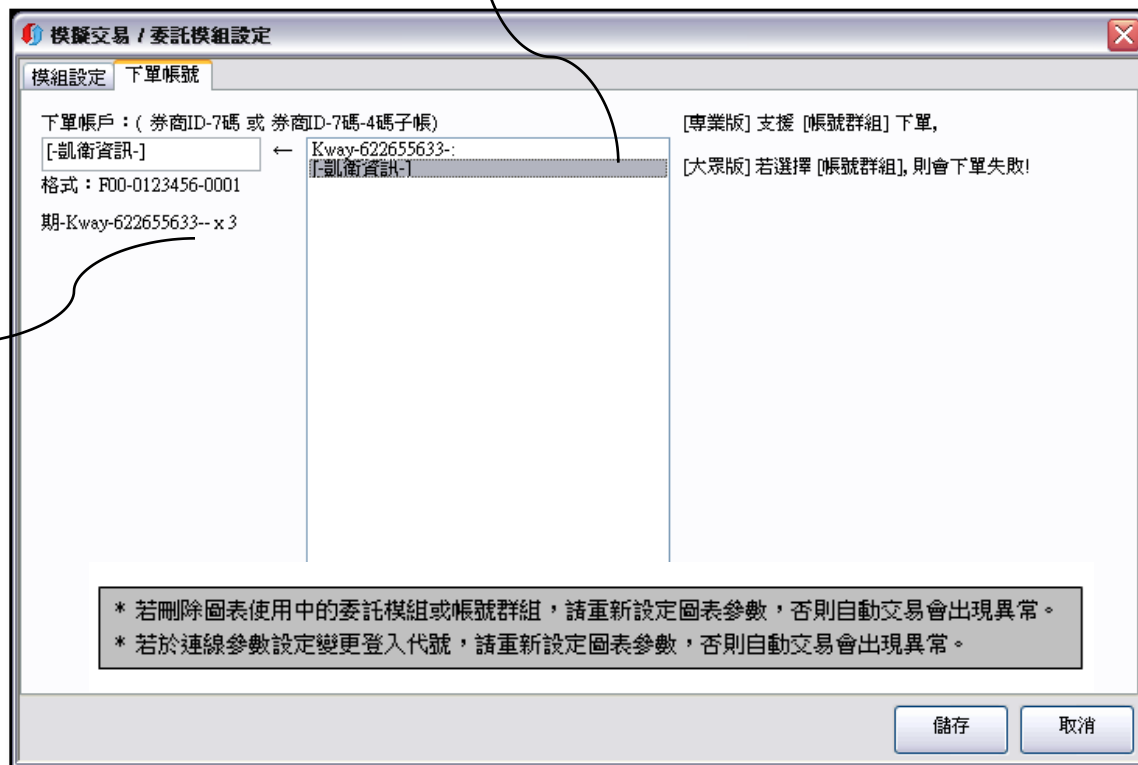 模擬交易 / 委託模組設定
模組設定 下單帳號
下單帳戶：( 券商ID-7碼 或 券商ID-7碼-4碼子帳)
[-凱衛資訊-] ← Kway-622655633-:
[-凱衛資訊-]
格式：F00-0123456-0001
期-Kway-622655633-- x 3
[專業版] 支援 [帳號群組] 下單,
[大眾版] 若選擇 [帳號群組], 則會下單失敗!
* 若刪除圖表使用中的委託模組或帳號群組，請重新設定圖表參數，否則自動交易會出現異常。
* 若於連線參數設定變更登入代號，請重新設定圖表參數，否則自動交易會出現異常。
儲存 取消